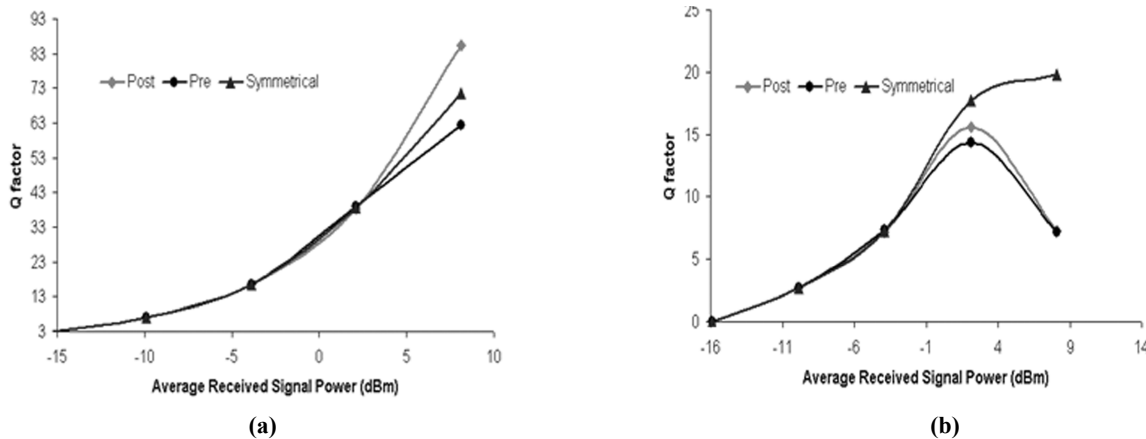 93
83
73
63
53
43
33
23
13
3
Q factor
Post Pre Symmetrical
-15 -10 -5 0 5 10
Average Received Signal Power (dBm)
(a)
25
20
15
10
5
0
Q factor
Post Pre Symmetrical
-16 -11 -6 -1 4 9 14
Average Received Signal Power (dBm)
(b)